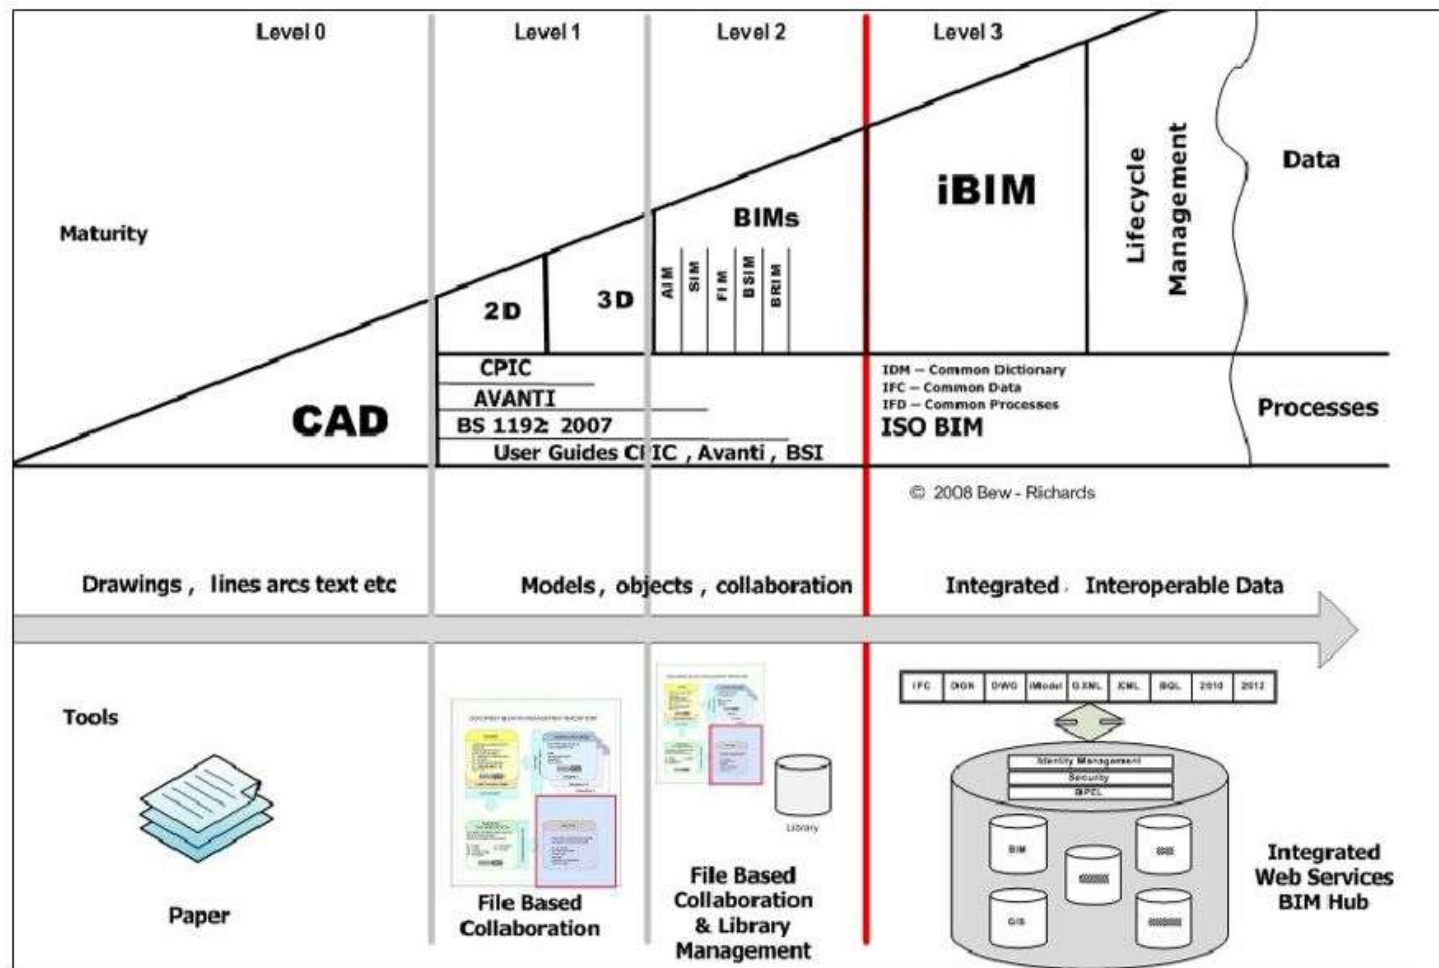 Level 0
Level 1
Level 2
Level 3
Maturity
Data
iBIM
Lifecycle
Management
BIMs
AIM
SIM
FIM
BSIM
BRIM
2D
3D
CAD
CPIC
AVANTI
BS 1192: 2007
User Guides CPIC , Avanti , BSI
IDM – Common Dictionary
IFC – Common Data
IFD – Common Processes
ISO BIM
Processes
© 2008 Bew - Richards
Drawings , lines arcs text etc
Models , objects , collaboration
Integrated , Interoperable Data
Tools
Paper
File Based
Collaboration
Library
File Based
Collaboration
& Library
Management
IFC
DGN
DWG
iModel
GXML
2010
2012
Identity Management
Security
BPEL
BIM
GIS
Integrated
Web Services
BIM Hub